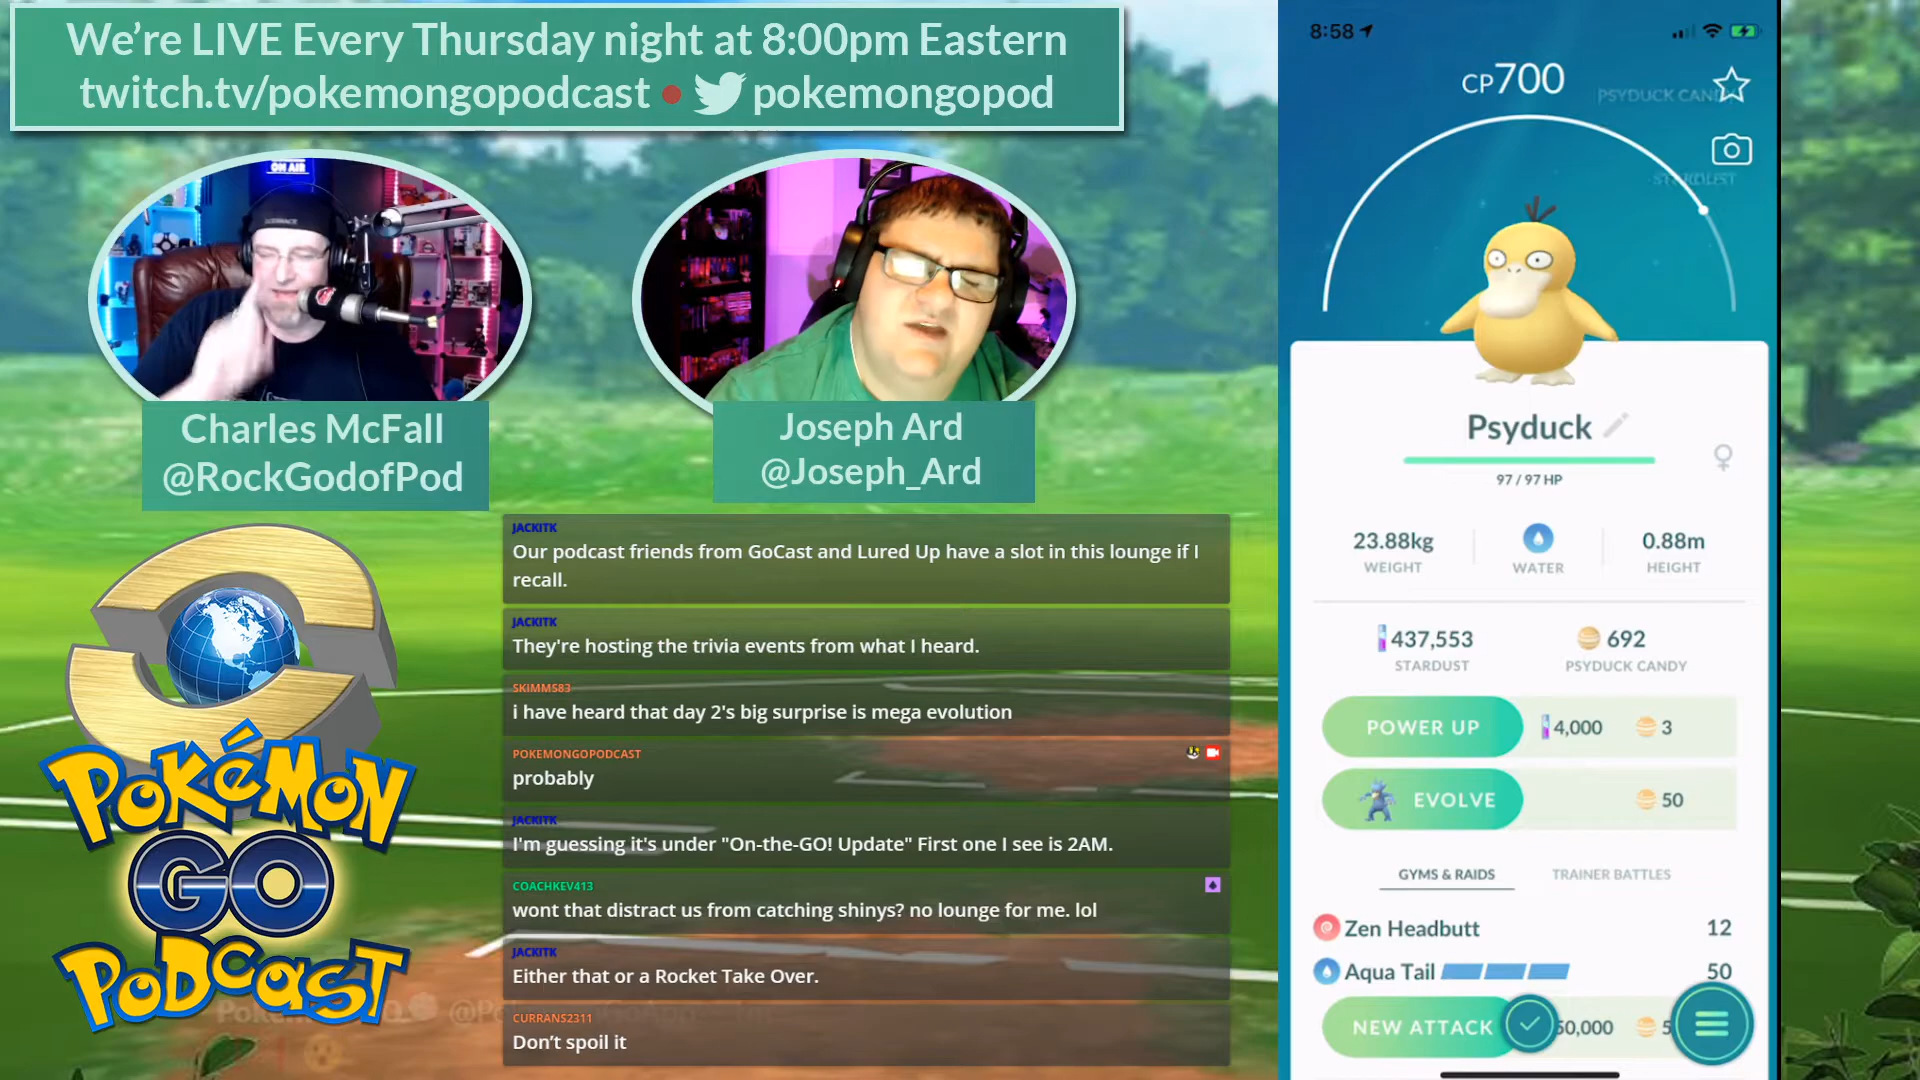 We're LIVE Every Thursday night at 8:00pm Eastern
twitch.tv/pokemongopodcast • pokemongopod
ON AIR
Charles McFall
@RockGodofPod
Joseph Ard
@Joseph_Ard
POKÉMON
GO
PODCAST
JACKITK
Our podcast friends from GoCast and Lured Up have a slot in this lounge if I
recall.
JACKITK
They're hosting the trivia events from what I heard.
SKIMMS83
i have heard that day 2's big surprise is mega evolution
POKEMONGOPODCAST
probably
JACKITK
I'm guessing it's under "On-the-GO! Update" First one I see is 2AM.
COACHKEV413
wont that distract us from catching shinys? no lounge for me. lol
JACKITK
Either that or a Rocket Take Over.
CURRANS2311
Don't spoil it
8:58
CP700
PSYDUCK CANDY
STARDUST
Psyduck
97 / 97 HP
23.88kg
WEIGHT
WATER
0.88m
HEIGHT
437,553
STARDUST
692
PSYDUCK CANDY
POWER UP 4,000 3
EVOLVE 50
GYMS & RAIDS TRAINER BATTLES
Zen Headbutt 12
Aqua Tail 50
NEW ATTACK 50,000